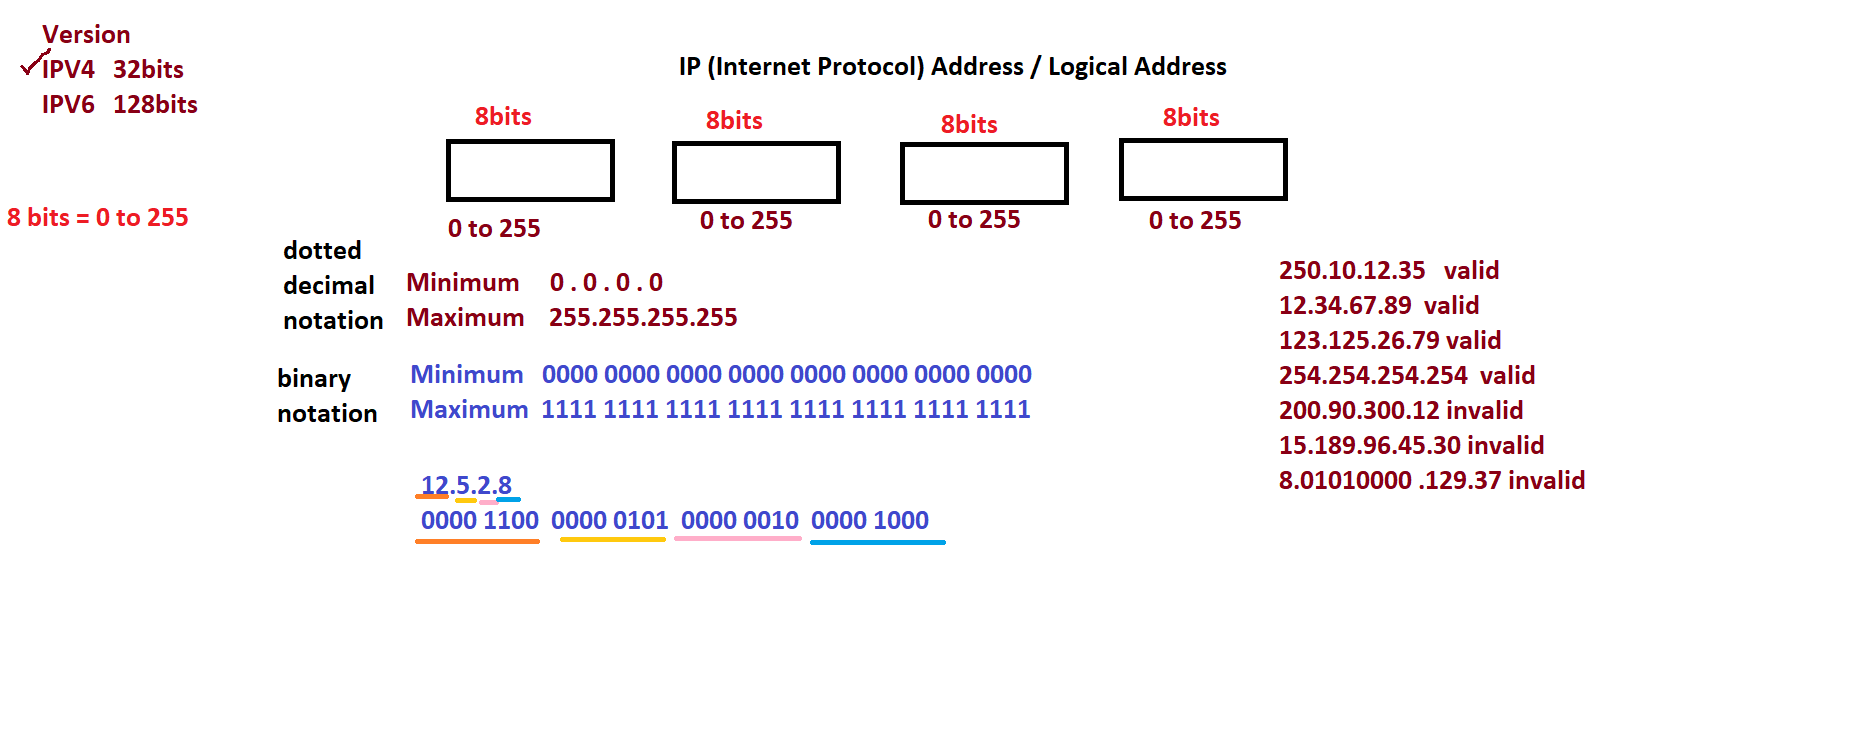 Version
IPV4 32bits
IPV6 128bits
IP (Internet Protocol) Address / Logical Address
8bits 8bits 8bits 8bits
8 bits = 0 to 255
0 to 255 0 to 255 0 to 255 0 to 255
dotted
decimal Minimum 0 . 0 . 0 . 0
notation Maximum 255.255.255.255
binary Minimum 0000 0000 0000 0000 0000 0000 0000 0000
notation Maximum 1111 1111 1111 1111 1111 1111 1111 1111
12.5.2.8
0000 1100 0000 0101 0000 0010 0000 1000
250.10.12.35 valid
12.34.67.89 valid
123.125.26.79 valid
254.254.254.254 valid
200.90.300.12 invalid
15.189.96.45.30 invalid
8.01010000 .129.37 invalid